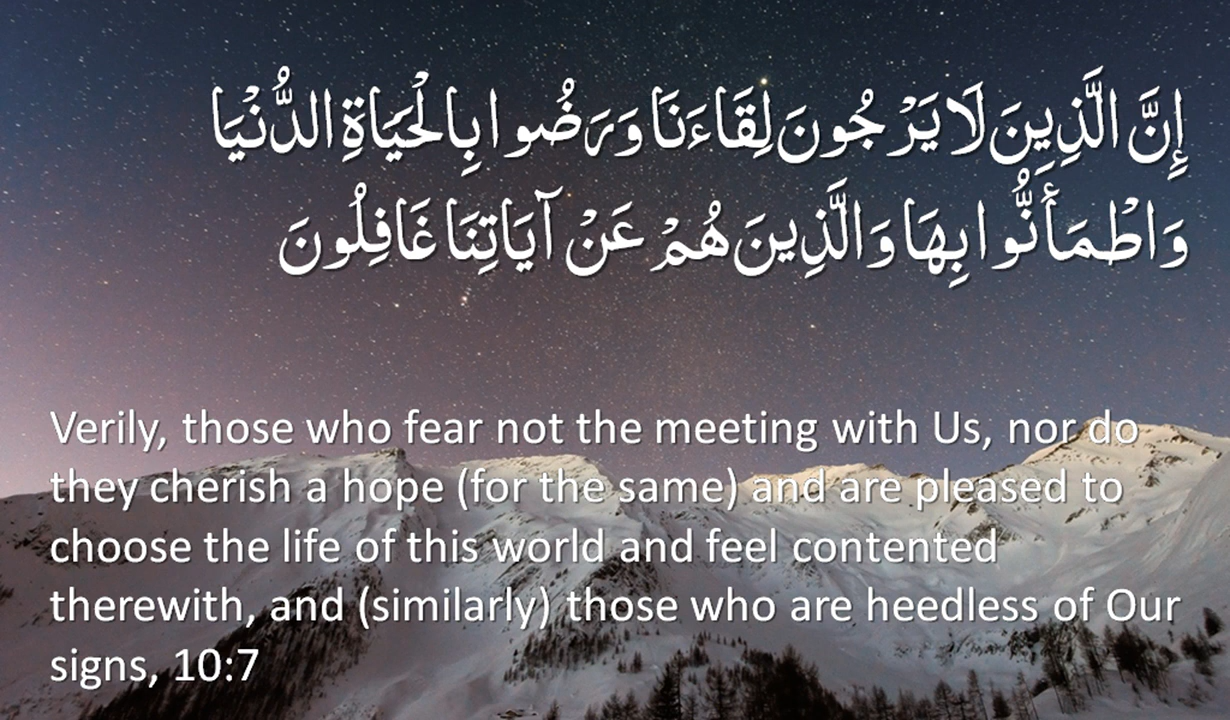 إِنَّ الَّذِينَ لَا يَرْجُونَ لِقَاءَنَا وَرَضُوا بِالْحَيَاةِ الدُّنْيَا
وَاطْمَأَنُّوا بِهَا وَالَّذِينَ هُمْ عَنْ آيَاتِنَا غَافِلُونَ
Verily, those who fear not the meeting with Us, nor do
they cherish a hope (for the same) and are pleased to
choose the life of this world and feel contented
therewith, and (similarly) those who are heedless of Our
signs, 10:7